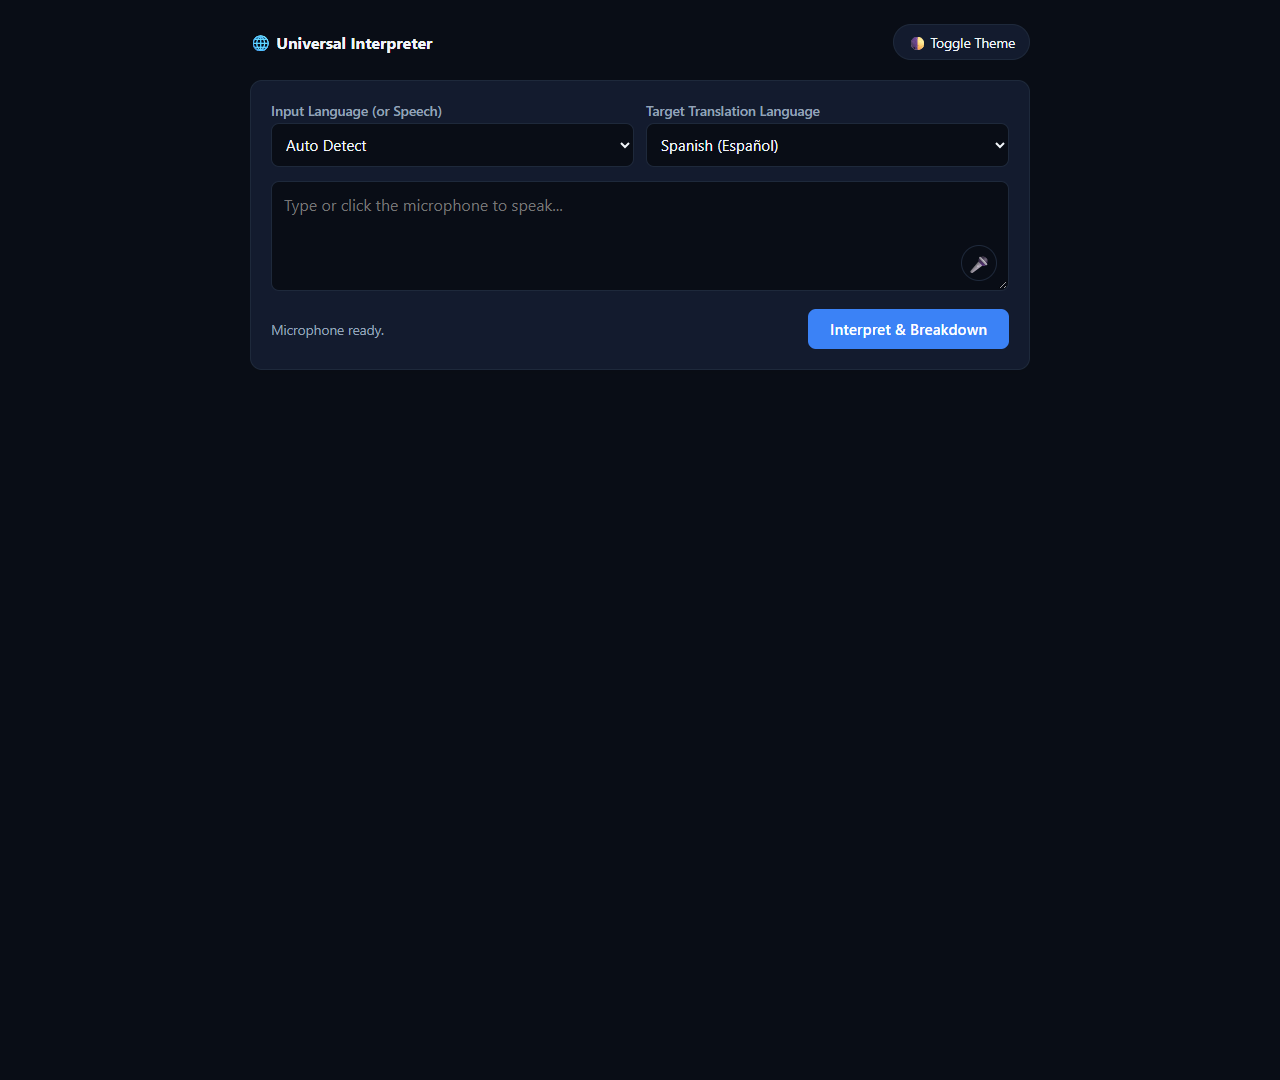 🌐 Universal Interpreter
🌗 Toggle Theme
Input Language (or Speech)
Target Translation Language
Auto Detect
Spanish (Español)
Type or click the microphone to speak...
Microphone ready.
Interpret & Breakdown